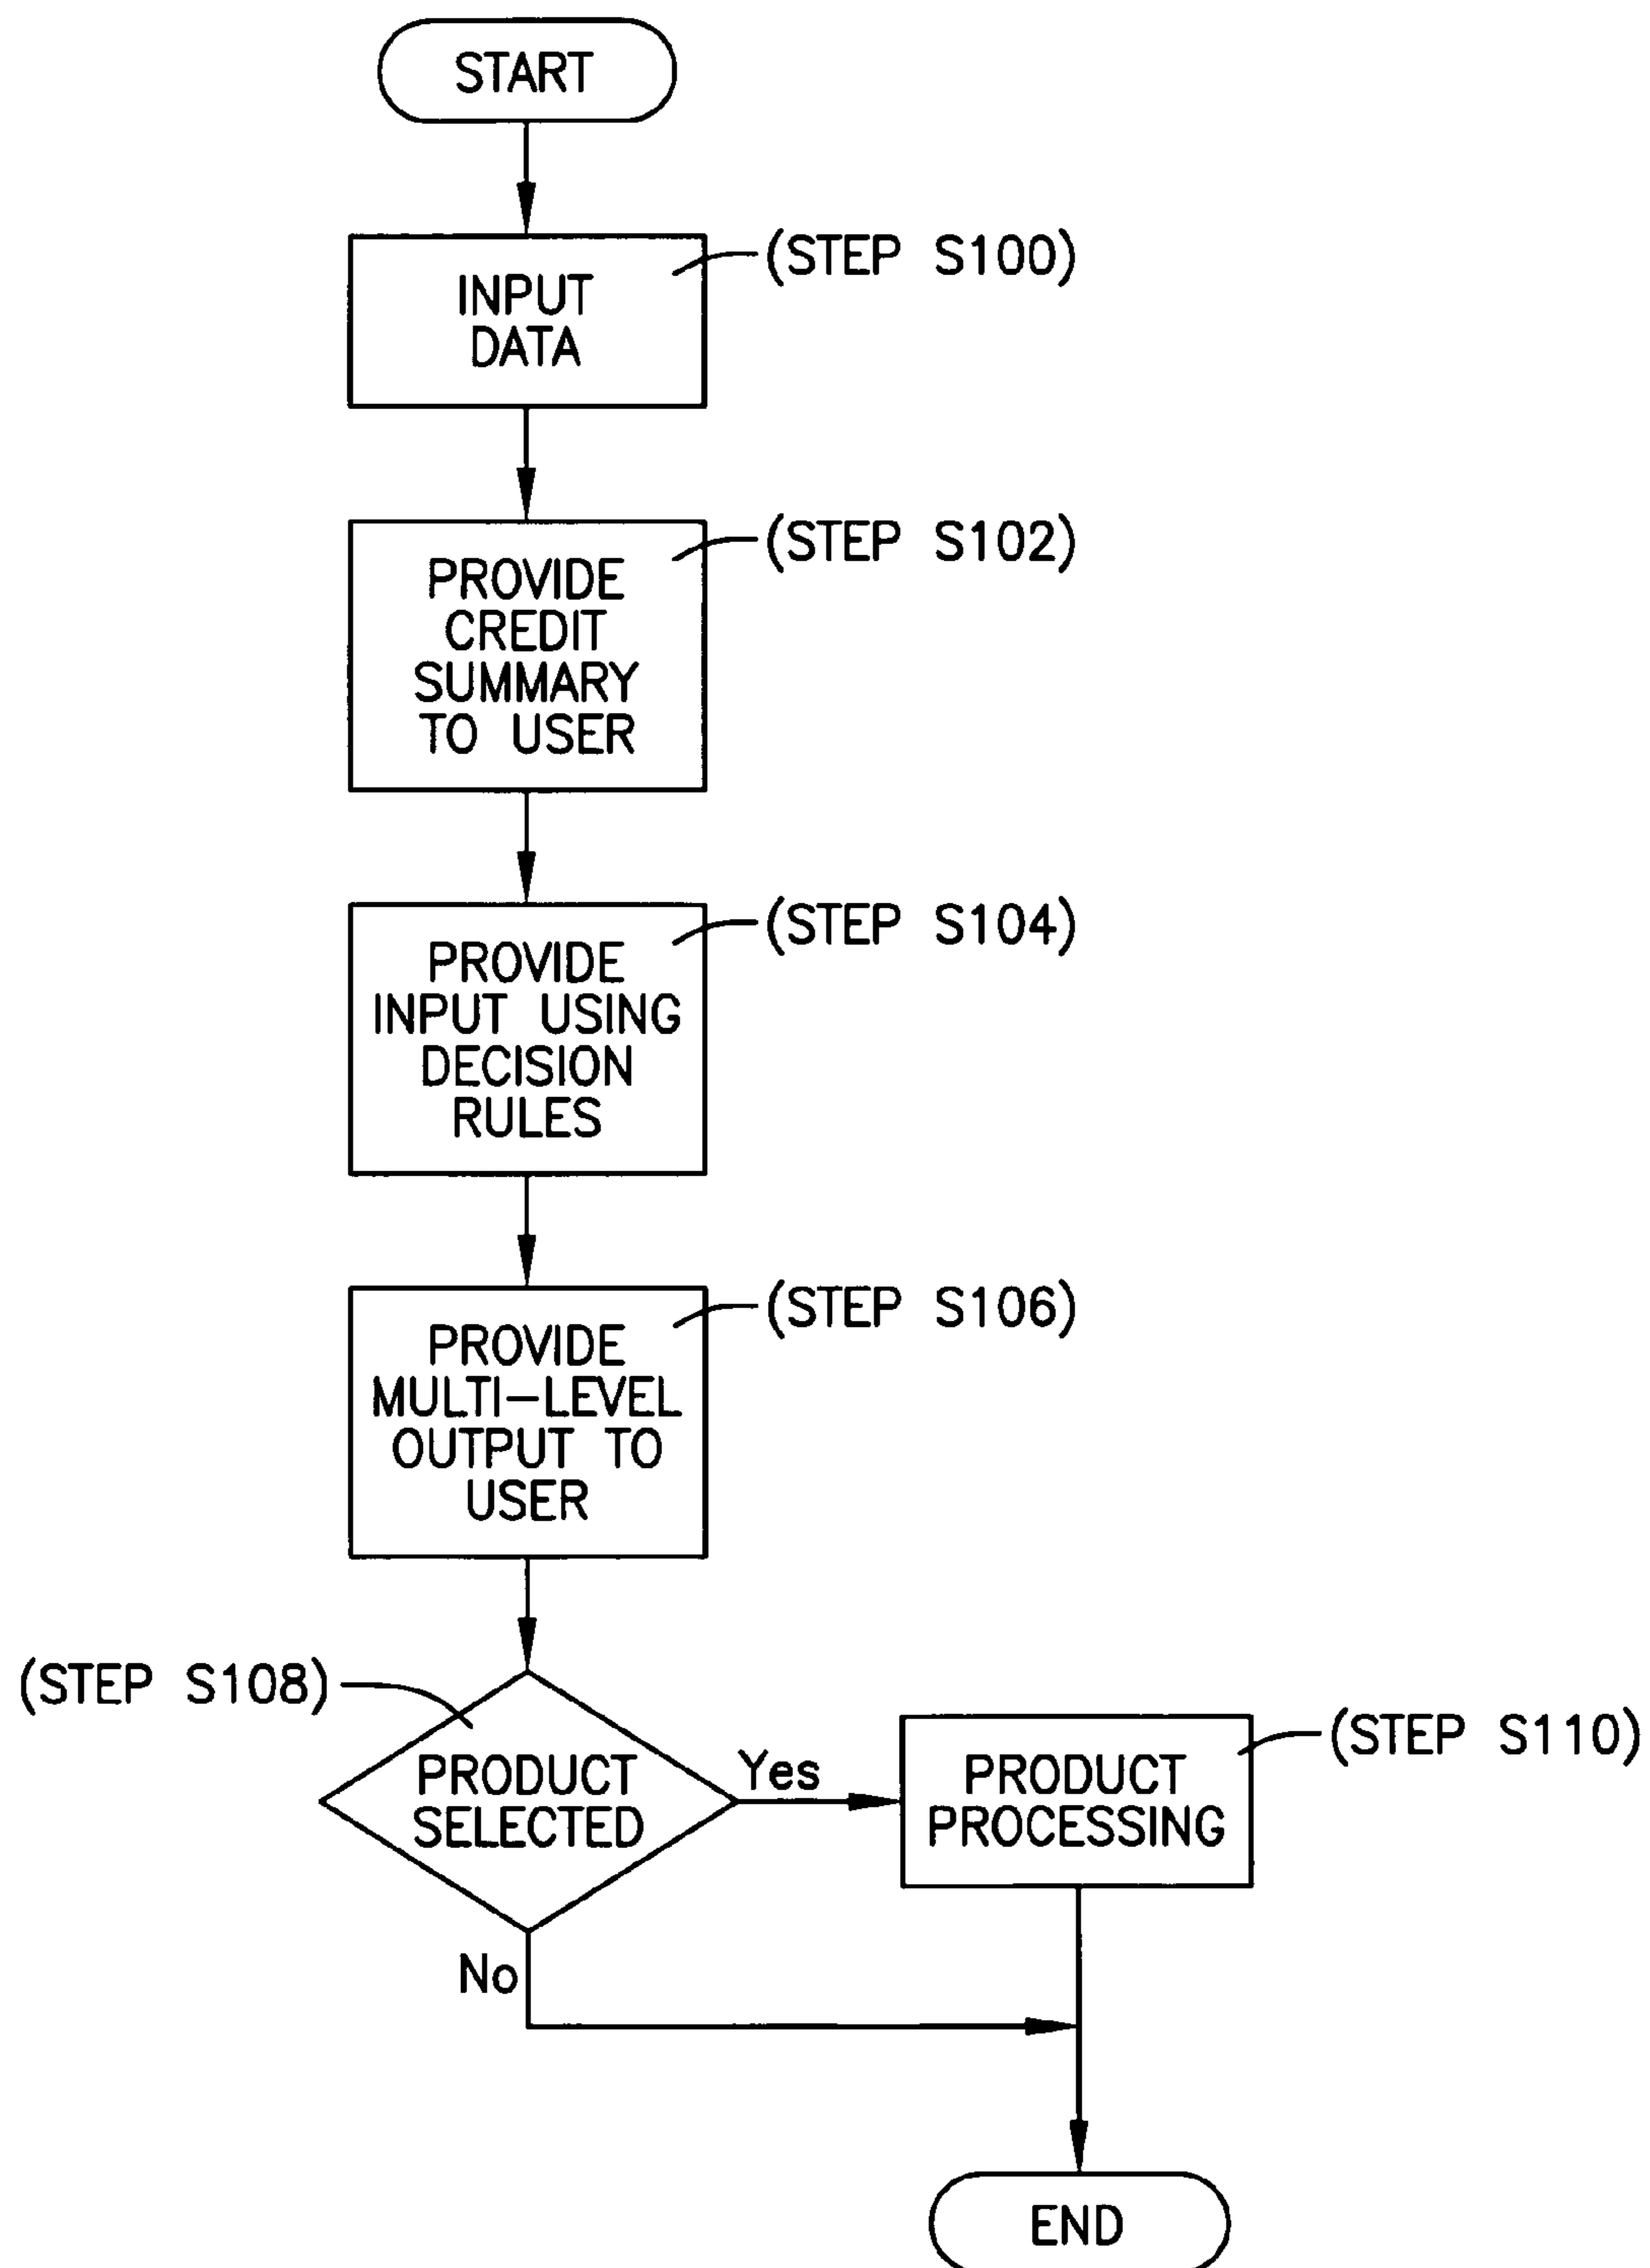 START
(STEP S100)
INPUT
DATA
(STEP S102)
PROVIDE
CREDIT
SUMMARY
TO USER
(STEP S104)
PROVIDE
INPUT USING
DECISION
RULES
(STEP S106)
PROVIDE
MULTI-LEVEL
OUTPUT TO
USER
(STEP S108)
PRODUCT
SELECTED
Yes
(STEP S110)
PRODUCT
PROCESSING
No
END